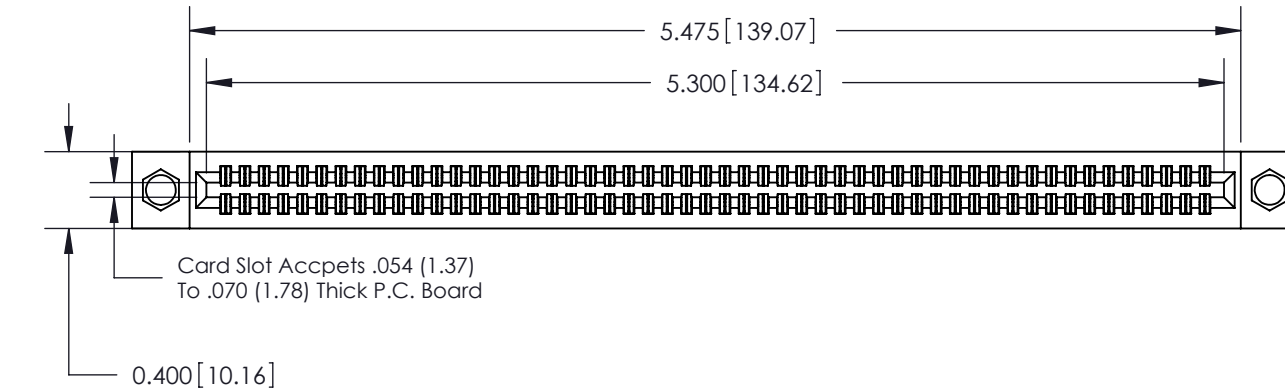 5.475[139.07]
5.300[134.62]
Card Slot Accpets .054 (1.37)
To .070 (1.78) Thick P.C. Board
0.400[10.16]